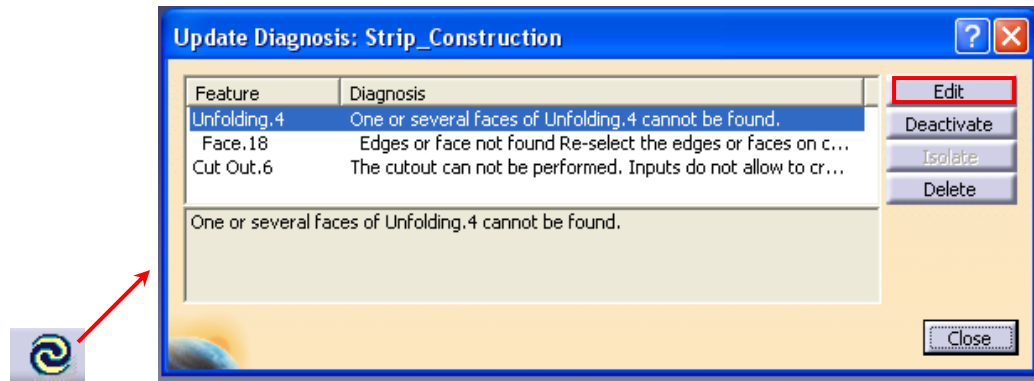 Update Diagnosis: Strip_Construction
Feature Diagnosis
Unfolding.4 One or several faces of Unfolding.4 cannot be found.
Face.18 Edges or face not found Re-select the edges or faces on c...
Cut Out.6 The cutout can not be performed. Inputs do not allow to cr...
Edit
Deactivate
Isolate
Delete
One or several faces of Unfolding.4 cannot be found.
Close